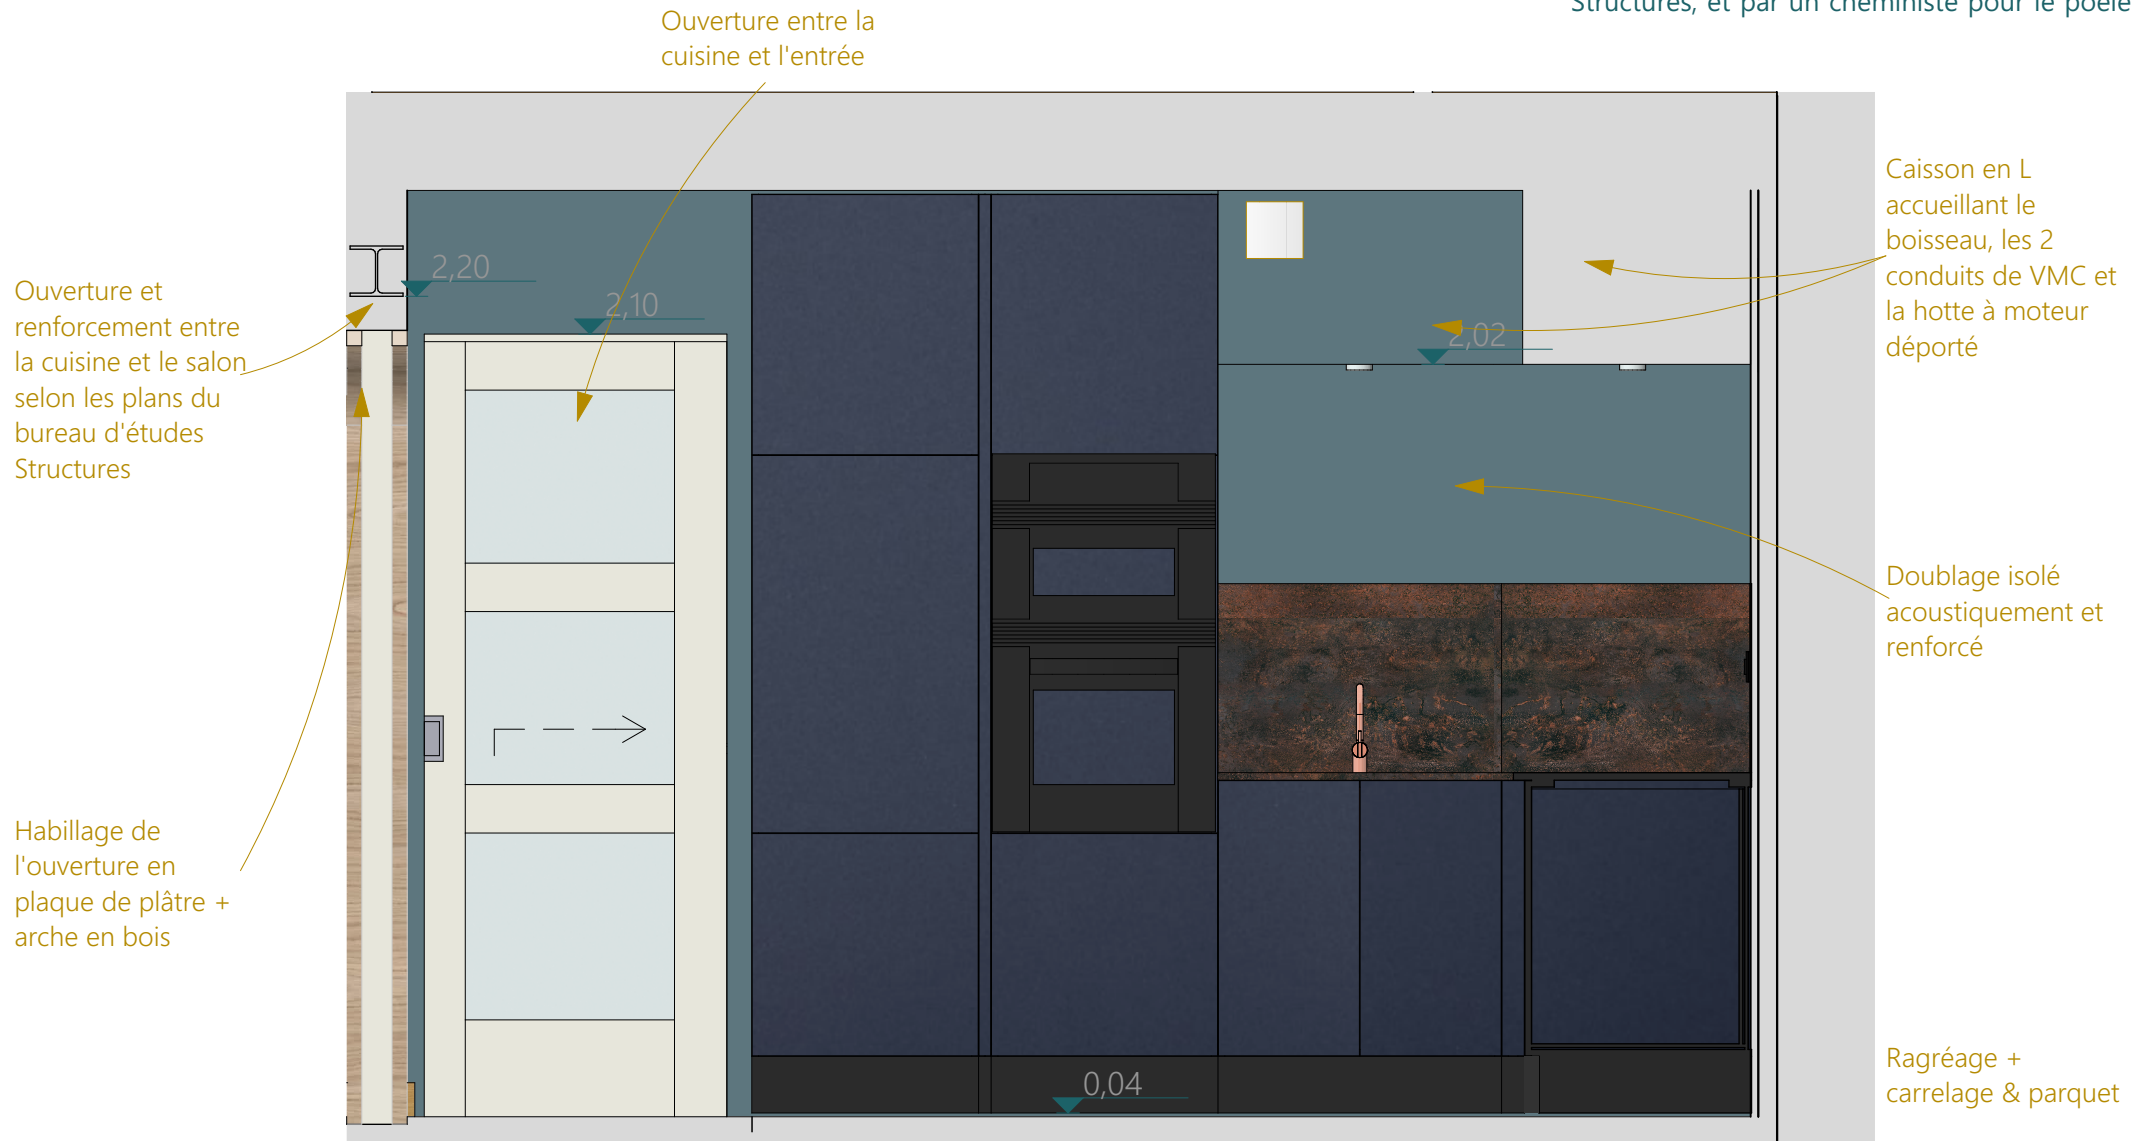 Structures, et par un cheministe pour le poêle
Ouverture entre la
cuisine et l'entrée
Caisson en L
accueillant le
boisseau, les 2
conduits de VMC et
la hotte à moteur
déporté
2,20
2,10
2,02
Ouverture et
renforcement entre
la cuisine et le salon
selon les plans du
bureau d'études
Structures
Doublage isolé
acoustiquement et
renforcé
Habillage de
l'ouverture en
plaque de plâtre +
arche en bois
0,04
Ragréage +
carrelage & parquet